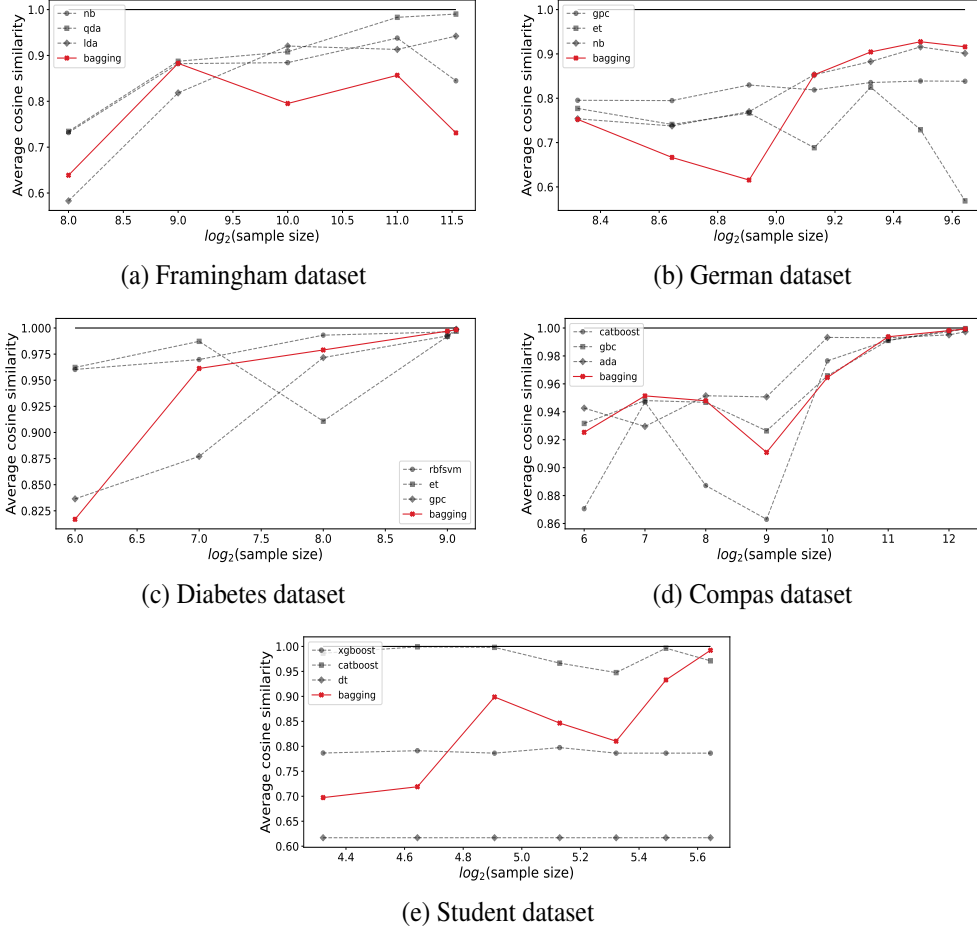 nb
qda
lda
bagging
1.0
0.9
0.8
0.7
0.6
Average cosine similarity
8.0 8.5 9.0 9.5 10.0 10.5 11.0 11.5
log₂(sample size)
(a) Framingham dataset
gpc
et
nb
bagging
1.0
0.9
0.8
0.7
0.6
Average cosine similarity
8.4 8.6 8.8 9.0 9.2 9.4 9.6
log₂(sample size)
(b) German dataset
1.000
0.975
0.950
0.925
0.900
0.875
0.850
0.825
Average cosine similarity
rbfsvm
et
gpc
bagging
6.0 6.5 7.0 7.5 8.0 8.5 9.0
log₂(sample size)
(c) Diabetes dataset
catboost
gbc
ada
bagging
1.00
0.98
0.96
0.94
0.92
0.90
0.88
0.86
Average cosine similarity
6 7 8 9 10 11 12
log₂(sample size)
(d) Compas dataset
xgboost
catboost
dt
bagging
1.00
0.95
0.90
0.85
0.80
0.75
0.70
0.65
0.60
Average cosine similarity
4.4 4.6 4.8 5.0 5.2 5.4 5.6
log₂(sample size)
(e) Student dataset